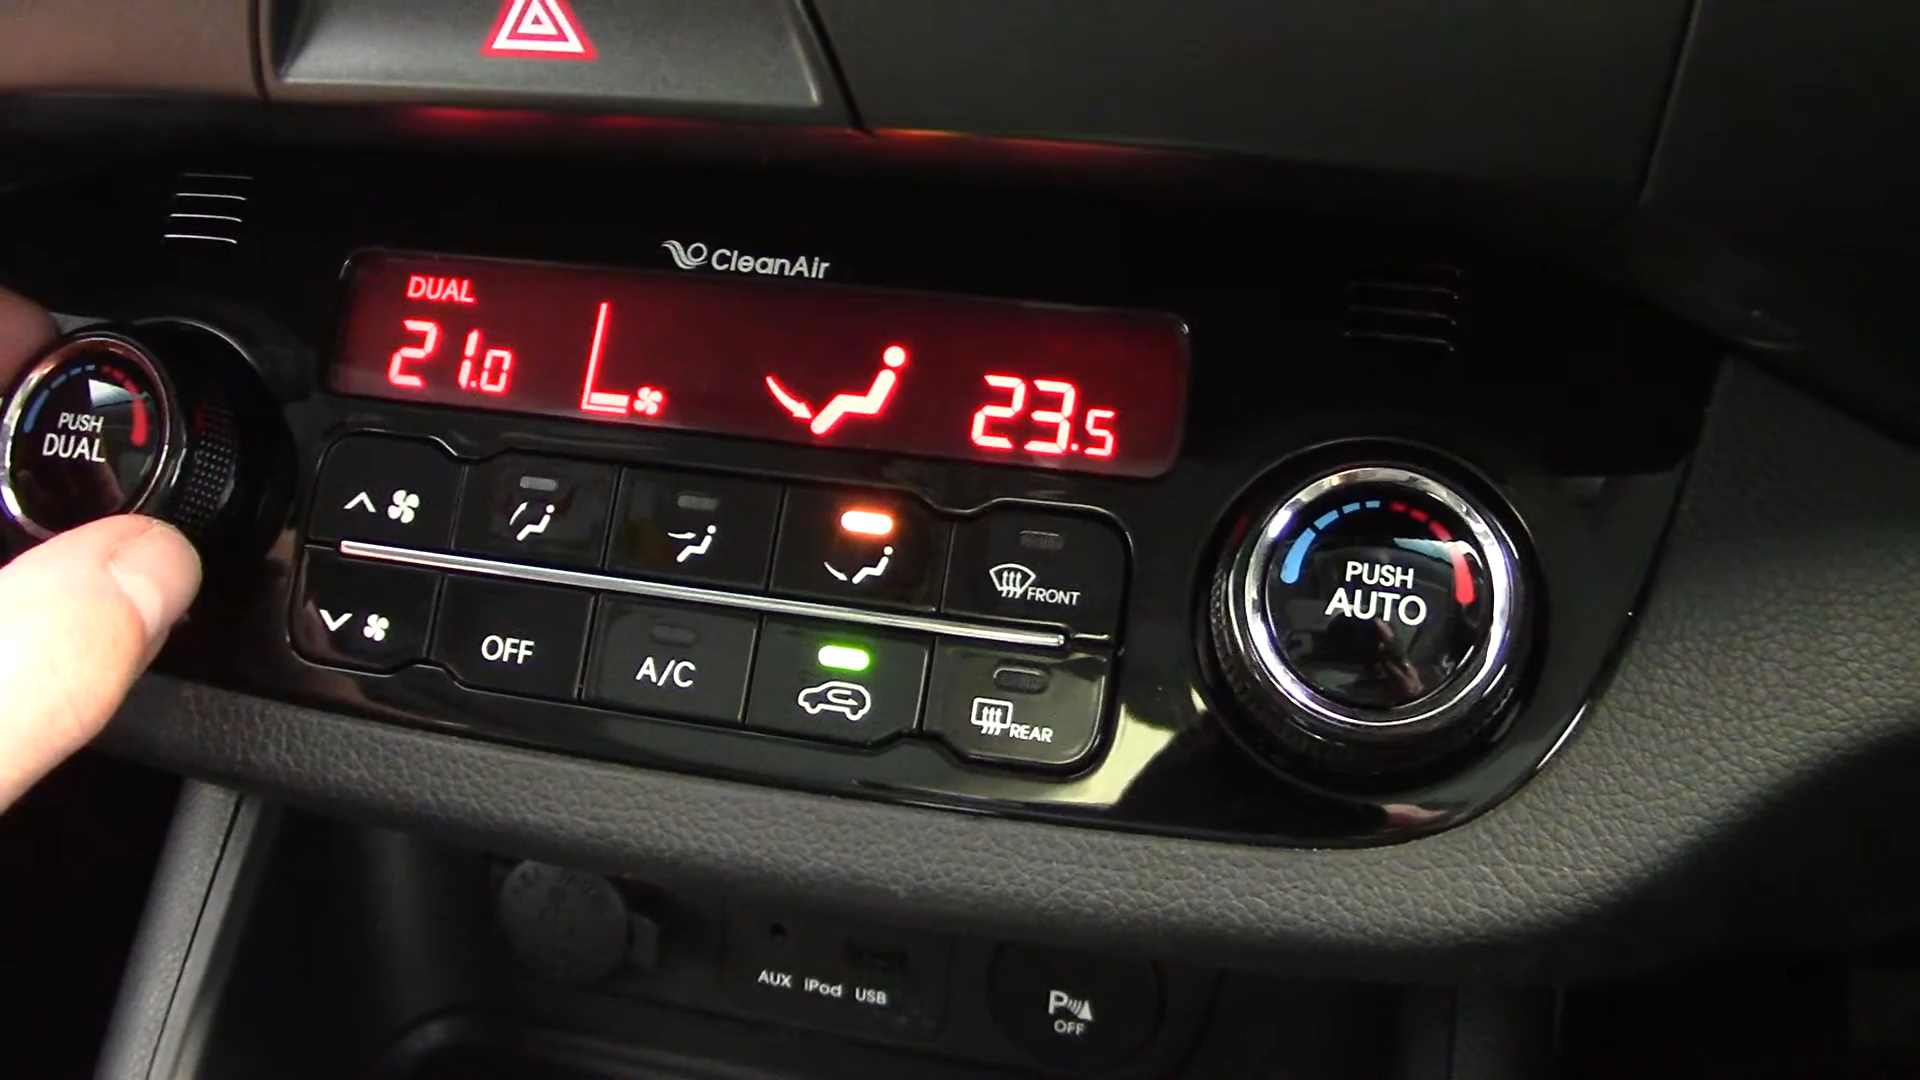 CleanAir
DUAL
21.0
23.5
PUSH
DUAL
FRONT
PUSH
AUTO
OFF
A/C
REAR
AUX iPod USB
P
OFF